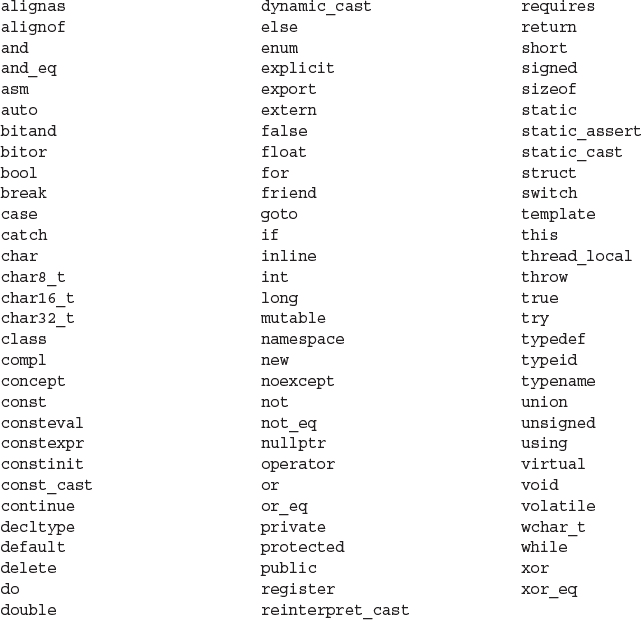 alignas dynamic_cast requires
alignof else return
and enum short
and_eq explicit signed
asm export sizeof
auto extern static
bitand false static_assert
bitor float static_cast
bool for struct
break friend switch
case goto template
catch if this
char inline thread_local
char8_t int throw
char16_t long true
char32_t mutable try
class namespace typedef
compl new typeid
concept noexcept typename
const not union
consteval not_eq unsigned
constexpr nullptr using
constinit operator virtual
const_cast or void
continue or_eq volatile
decltype private wchar_t
default protected while
delete public xor
do register xor_eq
double reinterpret_cast